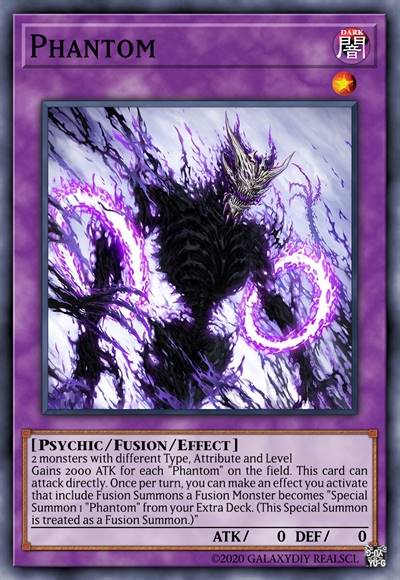 PHANTOM
DARK
闇
[PSYCHIC/FUSION/EFFECT]
2 monsters with different Type, Attribute and Level
Gains 2000 ATK for each "Phantom" on the field. This card can
attack directly. Once per turn, you can make an effect you activate
that include Fusion Summons a Fusion Monster becomes "Special
Summon 1 "Phantom" from your Extra Deck. (This Special Summon
is treated as a Fusion Summon.)"
ATK/ 0 DEF/ 0
©2020 GALAXYDIY REALSCL